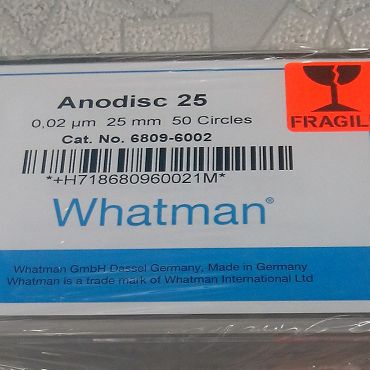 Anodisc 25
0,02 µm 25 mm 50 Circles
Cat. No. 6809-6002
*+H718680960021M*
Whatman®
Whatman GmbH Dassel Germany, Made in Germany
Whatman is a trade mark of Whatman International Ltd
FRAGIL